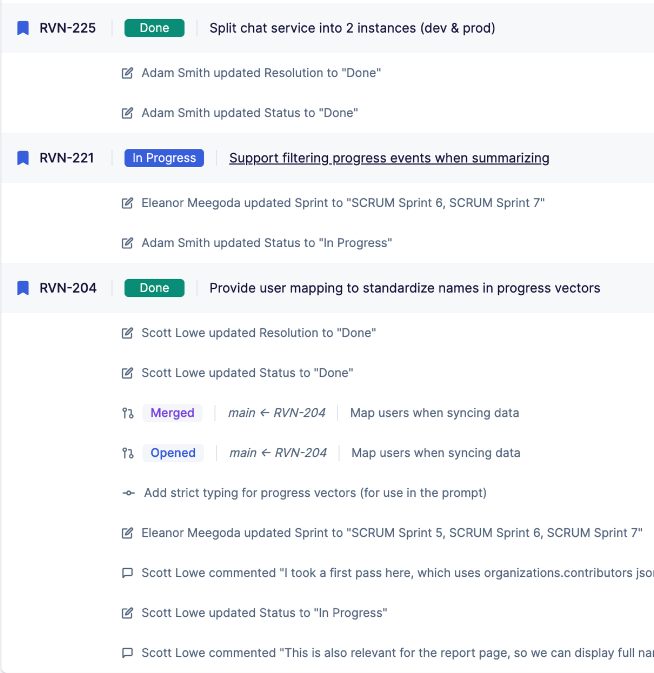 RVN-225 Done Split chat service into 2 instances (dev & prod)
Adam Smith updated Resolution to "Done"
Adam Smith updated Status to "Done"
RVN-221 In Progress Support filtering progress events when summarizing
Eleanor Meegoda updated Sprint to "SCRUM Sprint 6, SCRUM Sprint 7"
Adam Smith updated Status to "In Progress"
RVN-204 Done Provide user mapping to standardize names in progress vectors
Scott Lowe updated Resolution to "Done"
Scott Lowe updated Status to "Done"
Merged main ← RVN-204 Map users when syncing data
Opened main ← RVN-204 Map users when syncing data
Add strict typing for progress vectors (for use in the prompt)
Eleanor Meegoda updated Sprint to "SCRUM Sprint 5, SCRUM Sprint 6, SCRUM Sprint 7"
Scott Lowe commented "I took a first pass here, which uses organizations.contributors
Scott Lowe updated Status to "In Progress"
Scott Lowe commented "This is also relevant for the report page, so we can display full